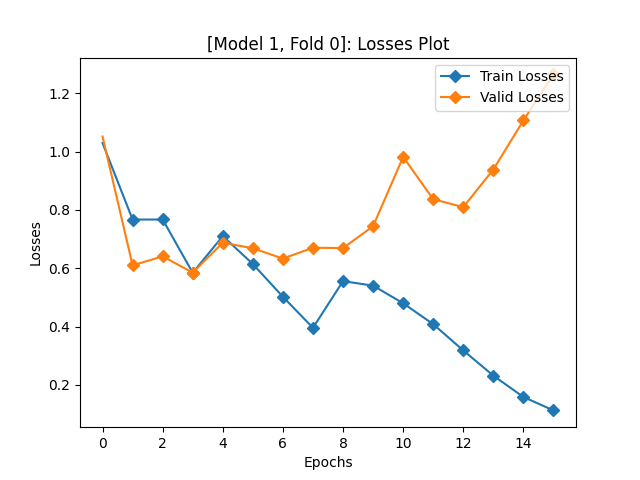 [Model 1, Fold 0]: Losses Plot
Train Losses
Valid Losses
1.2
1.0
0.8
0.6
0.4
0.2
Losses
0 2 4 6 8 10 12 14
Epochs